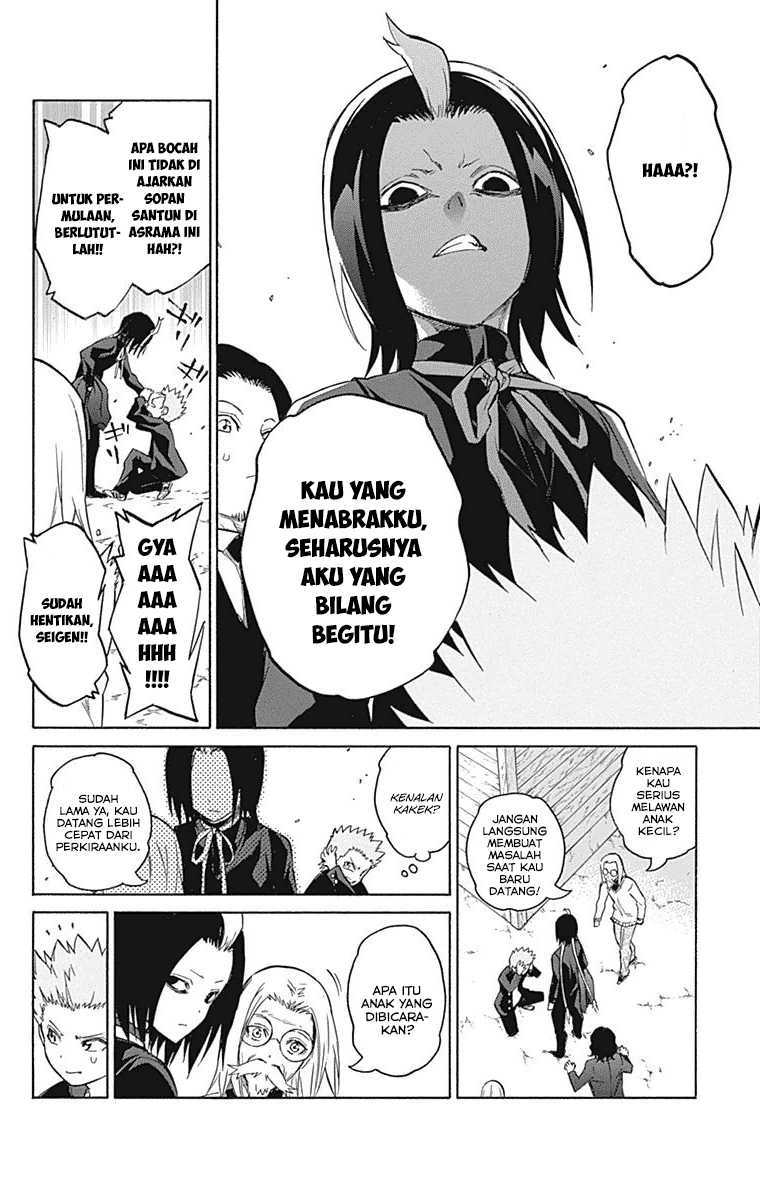 HAAA?!
KAU YANG
MENABRAKKU,
SEHARUSNYA
AKU YANG
BILANG
BEGITU!
APA BOCAH
INI TIDAK DI
AJARKAN
SOPAN
SANTUN DI
ASRAMA INI
HAH?!
UNTUK PER-
MULAAN,
BERLUTUT-
LAH!!
GYA
AAA
AAA
AAA
HHH
!!!!
SUDAH
HENTIKAN,
SEIGEN!!
KENAPA
KAU
SERIUS
MELAWAN
ANAK
KECIL?
JANGAN
LANGSUNG
MEMBUAT
MASALAH
SAAT KAU
BARU
DATANG!
KENALAN
KAKEK?
SUDAH
LAMA YA, KAU
DATANG LEBIH
CEPAT DARI
PERKIRAANKU.
APA ITU
ANAK YANG
DIBICARA-
KAN?